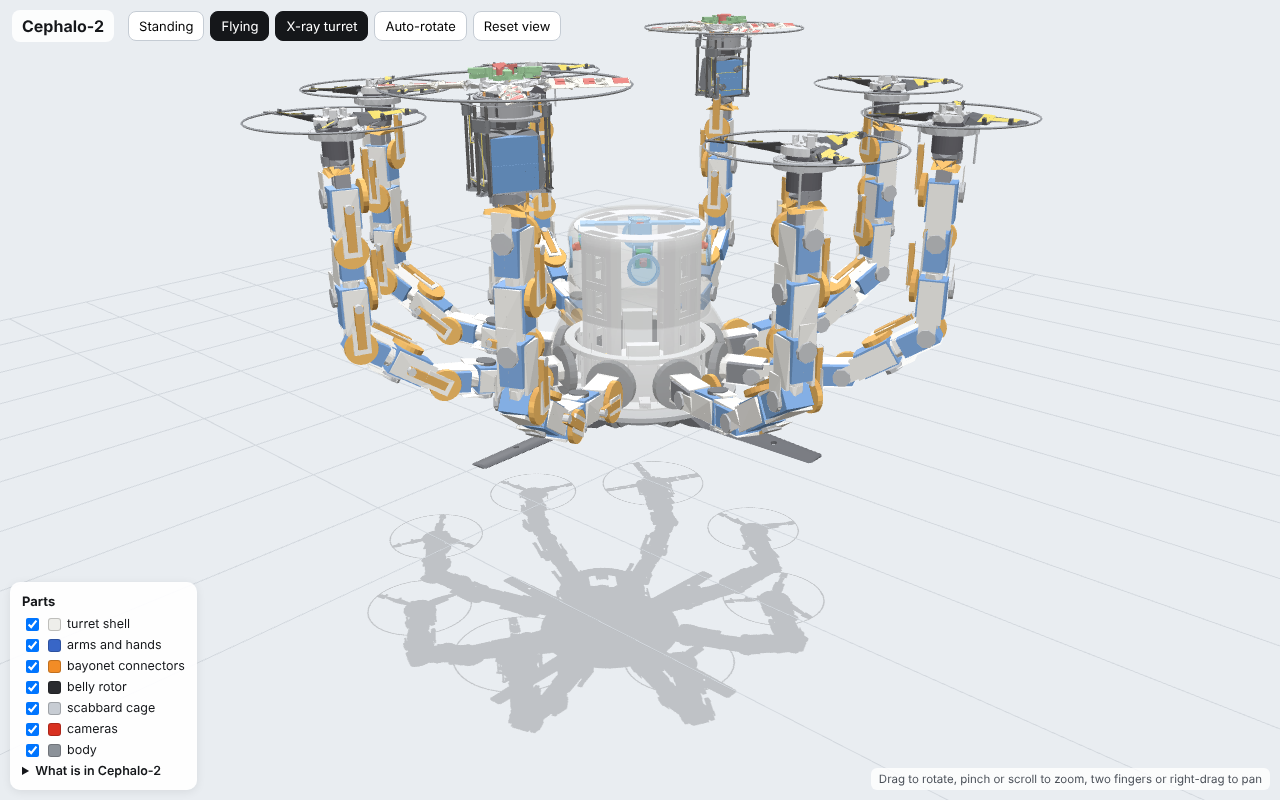 Cephalo-2
Standing
Flying
X-ray turret
Auto-rotate
Reset view
Parts
turret shell
arms and hands
bayonet connectors
belly rotor
scabbard cage
cameras
body
What is in Cephalo-2
Drag to rotate, pinch or scroll to zoom, two fingers or right-drag to pan